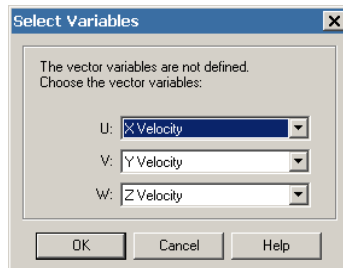 Select Variables
The vector variables are not defined.
Choose the vector variables:
U: X Velocity
V: Y Velocity
W: Z Velocity
OK Cancel Help